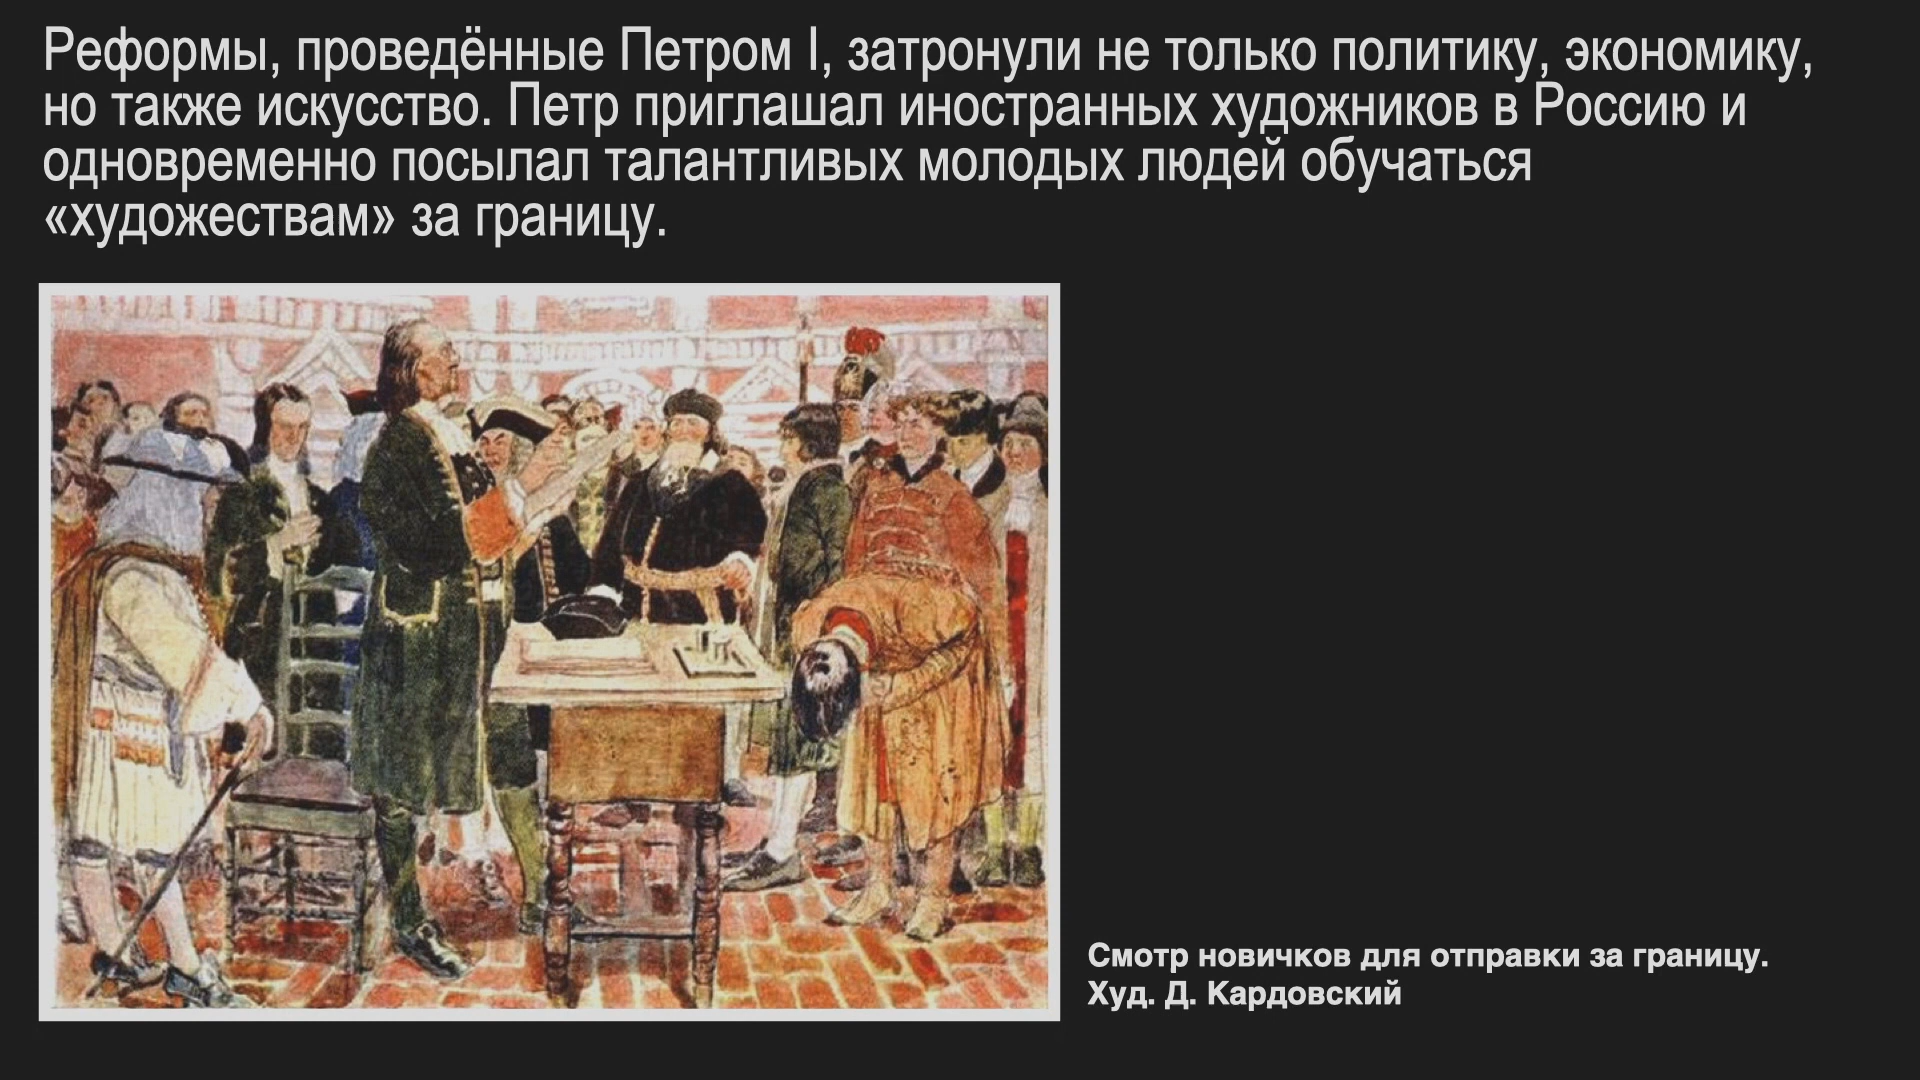 Реформы, проведённые Петром I, затронули не только политику, экономику,
но также искусство. Петр приглашал иностранных художников в Россию и
одновременно посылал талантливых молодых людей обучаться
«художествам» за границу.
Смотр новичков для отправки за границу.
Худ. Д. Кардовский